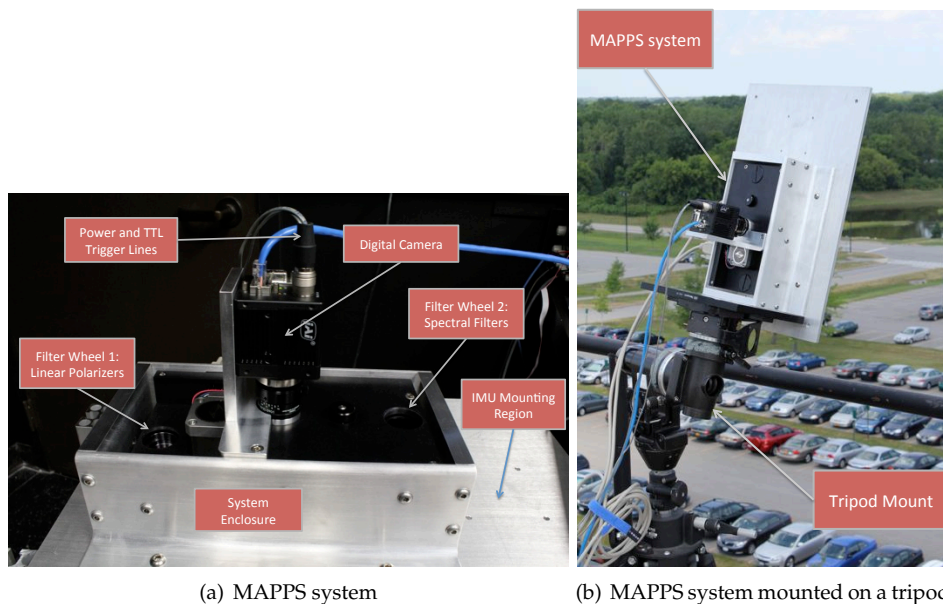 Power and TTL
Trigger Lines
Digital Camera
Filter Wheel 2:
Spectral Filters
Filter Wheel 1:
Linear Polarizers
IMU Mounting
Region
System
Enclosure
MAPPS system
Tripod Mount
(a) MAPPS system
(b) MAPPS system mounted on a tripod